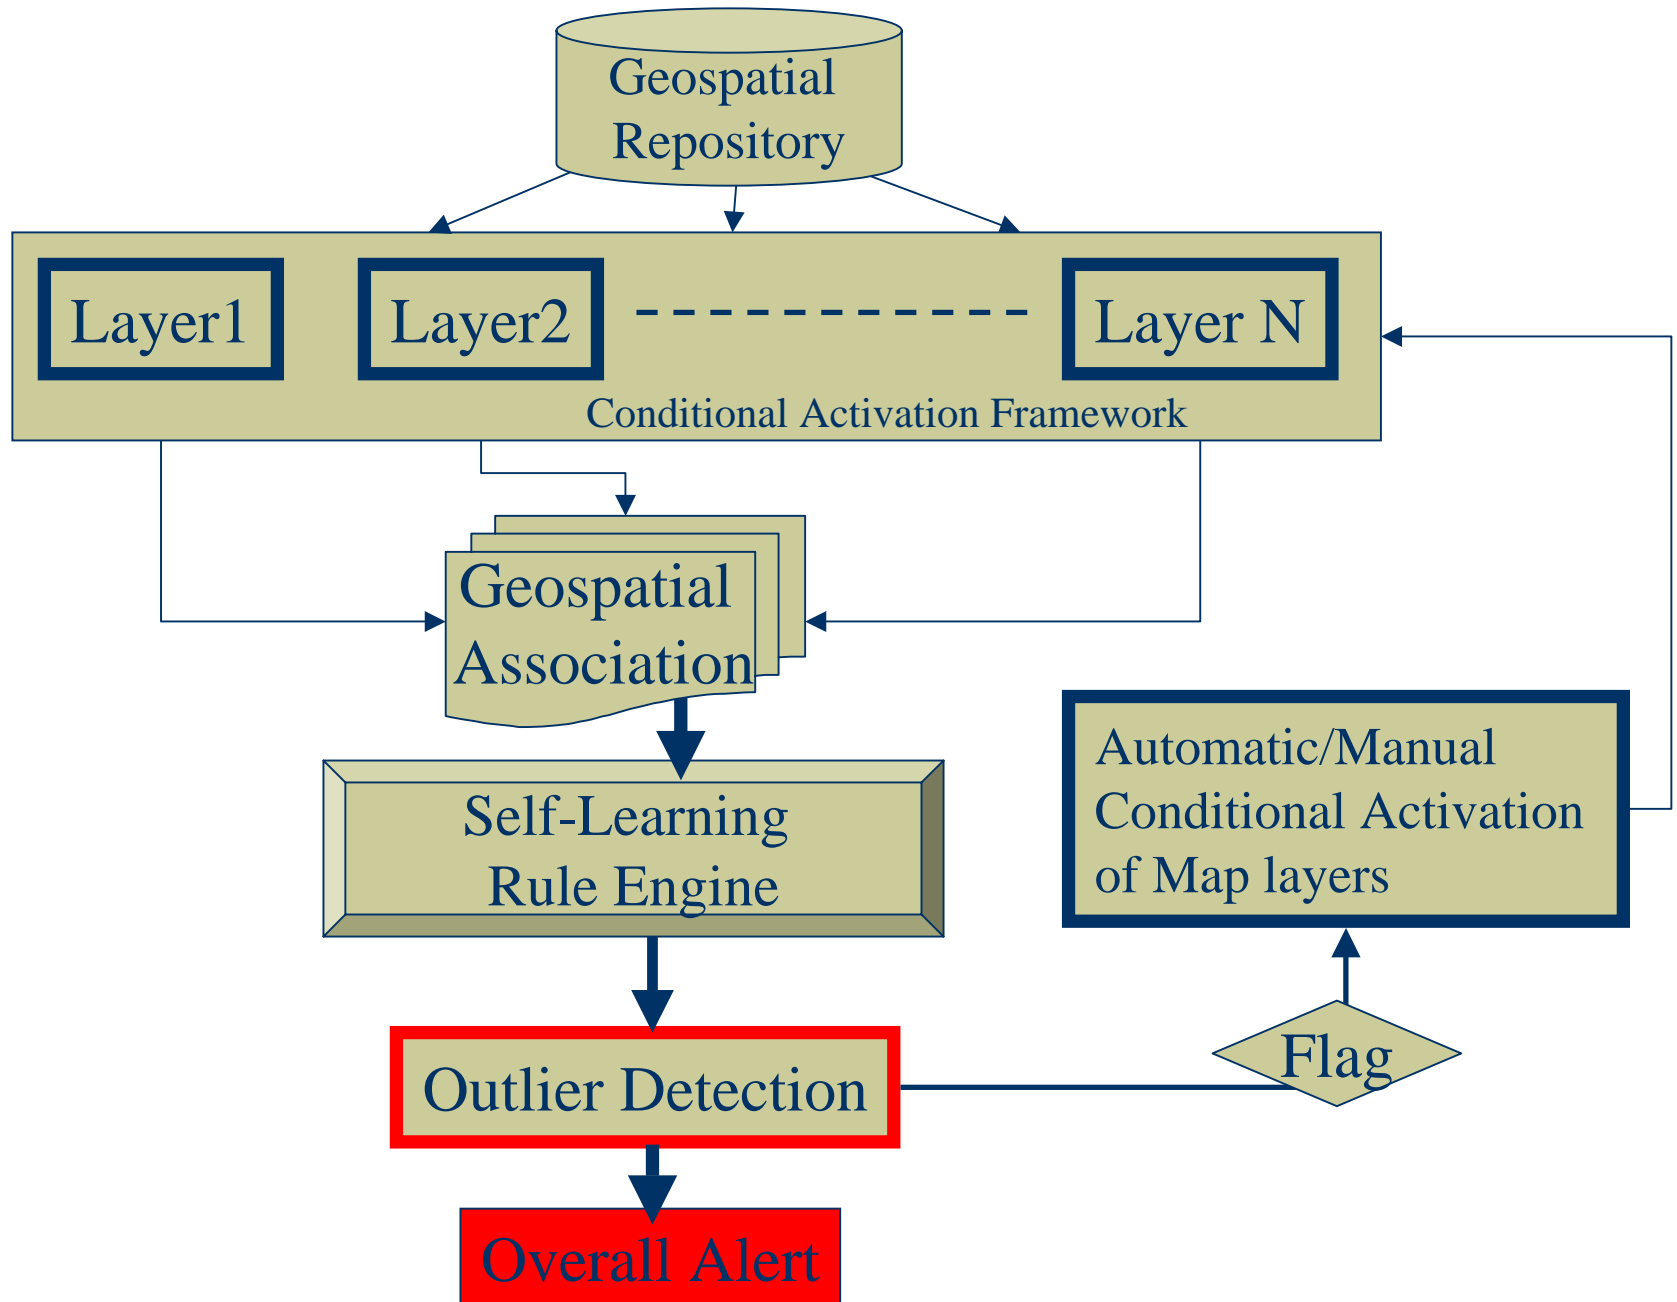 Geospatial
Repository
Layer1
Layer2
Layer N
Conditional Activation Framework
Geospatial
Association
Self-Learning
Rule Engine
Automatic/Manual
Conditional Activation
of Map layers
Flag
Outlier Detection
Overall Alert